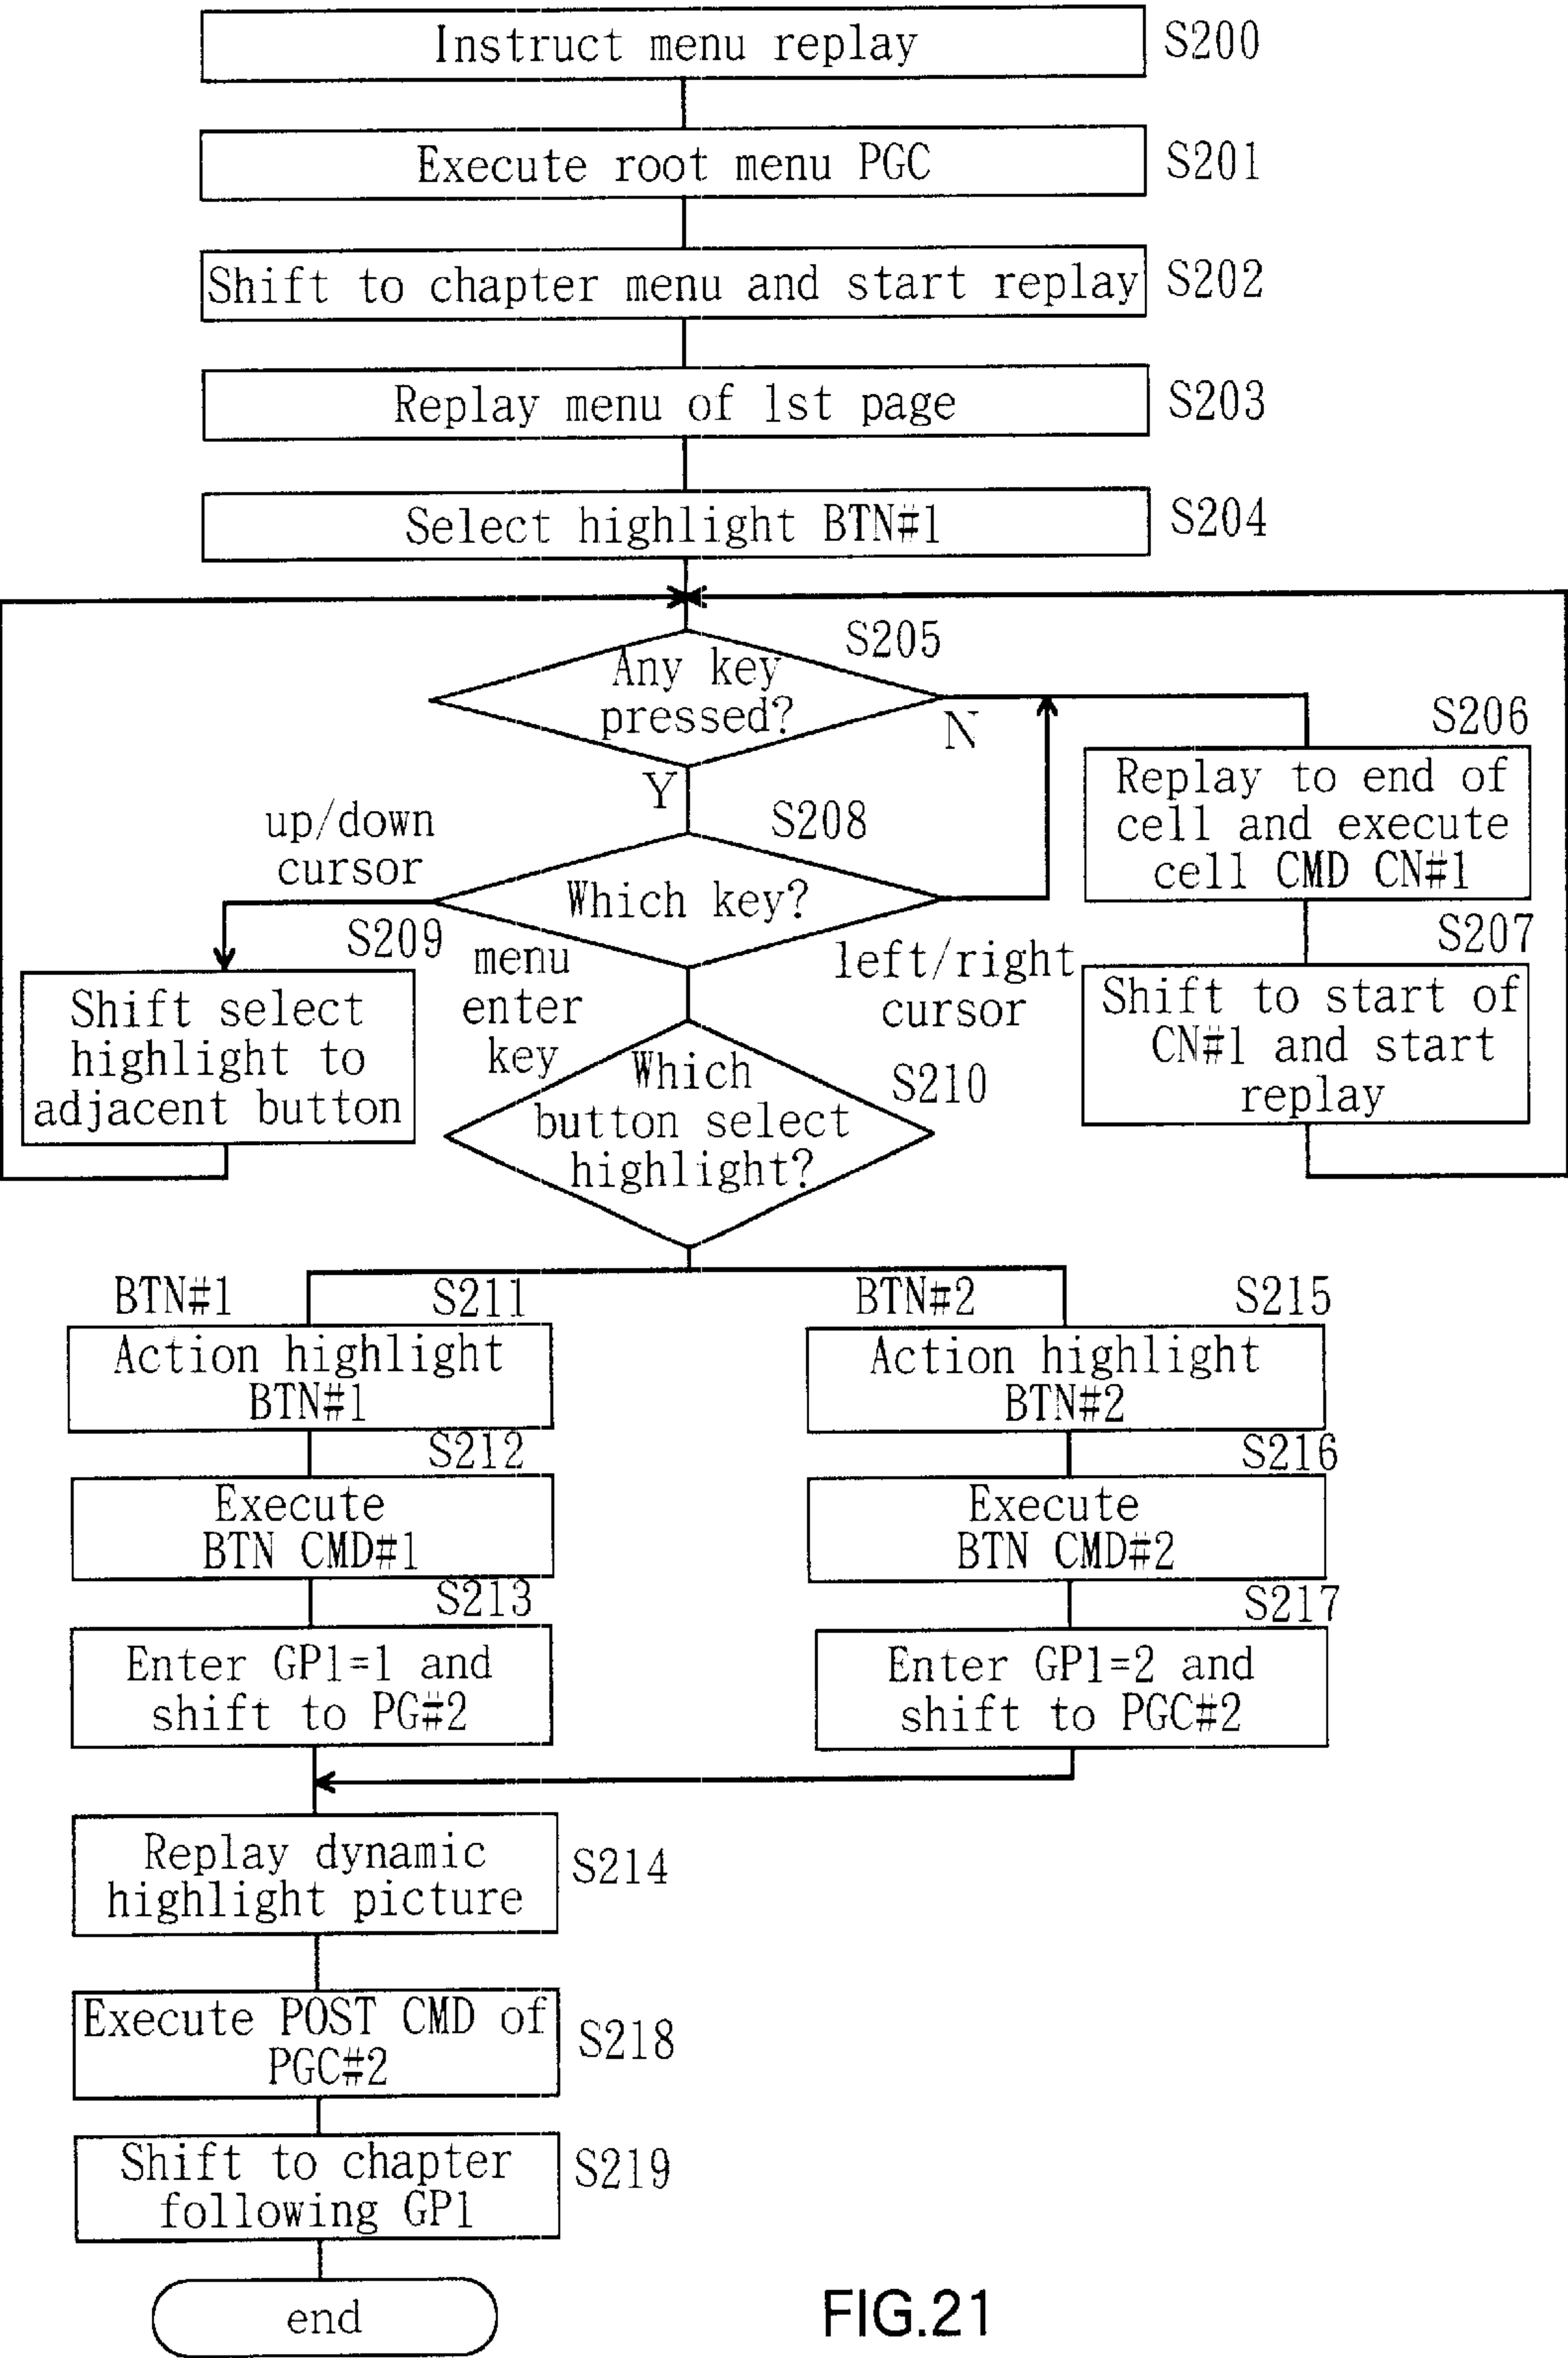 Instruct menu replay
S200
Execute root menu PGC
S201
Shift to chapter menu and start replay
S202
Replay menu of 1st page
S203
Select highlight BTN#1
S204
S205
Any key
pressed?
N
Y
S206
Replay to end of
cell and execute
cell CMD CN#1
S207
Shift to start of
CN#1 and start
replay
up/down
cursor
S208
Which key?
S209
Shift select
highlight to
adjacent button
menu
enter
key
left/right
cursor
S210
Which
button select
highlight?
BTN#1
S211
Action highlight
BTN#1
S212
Execute
BTN CMD#1
S213
Enter GP1=1 and
shift to PG#2
BTN#2
S215
Action highlight
BTN#2
S216
Execute
BTN CMD#2
S217
Enter GP1=2 and
shift to PGC#2
Replay dynamic
highlight picture
S214
Execute POST CMD of
PGC#2
S218
Shift to chapter
following GP1
S219
end
FIG.21